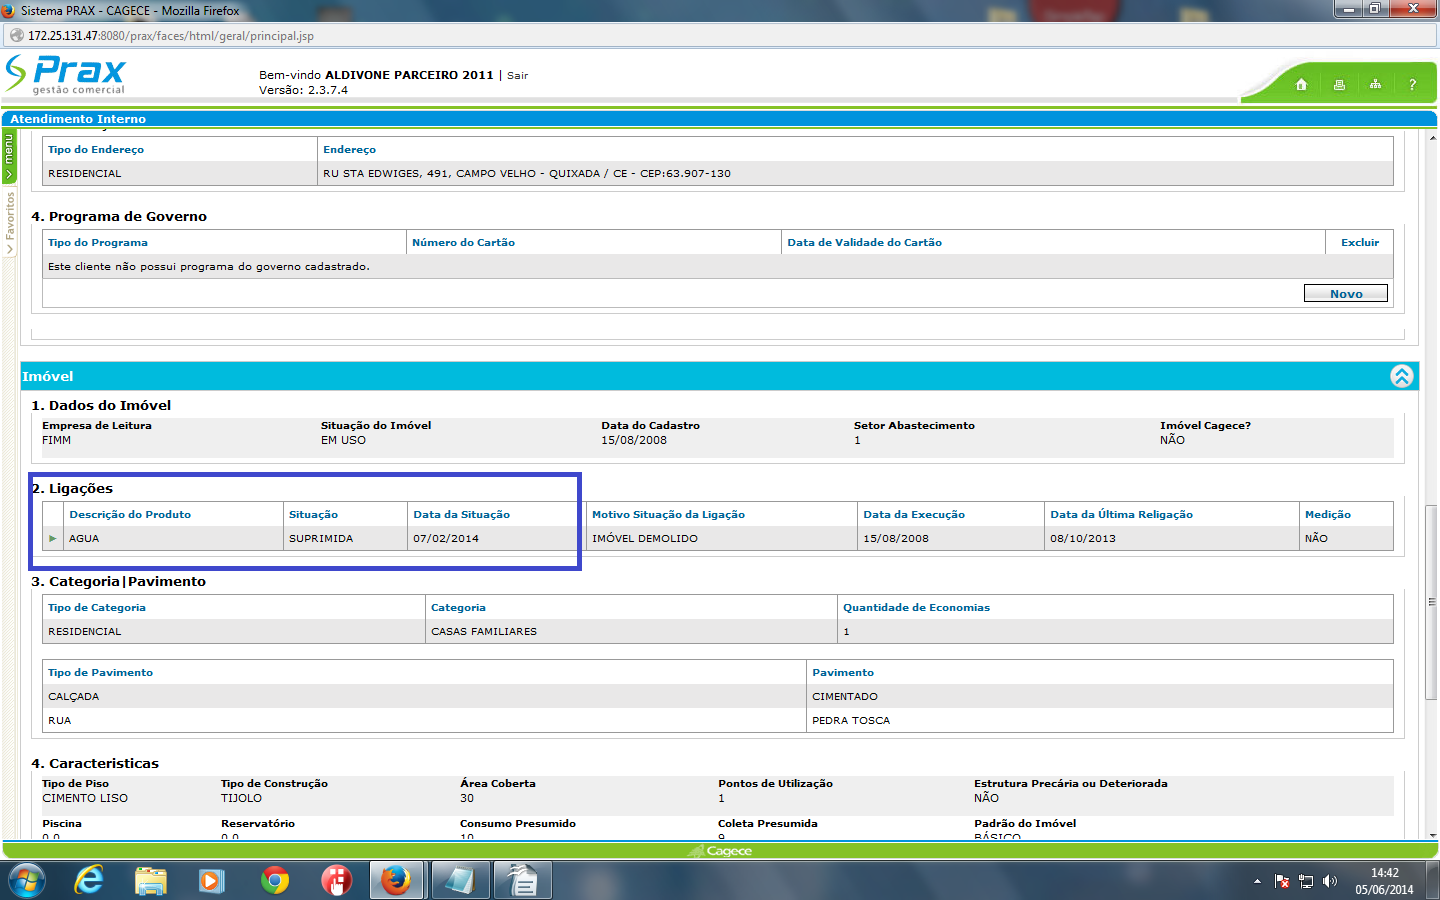 Sistema PRAX - CAGECE - Mozilla Firefox
172.25.131.47:8080/prax/faces/html/geral/principal.jsp
Prax
gestão comercial
Bem-vindo ALDIVONE PARCEIRO 2011 | Sair
Versão: 2.3.7.4
?
Atendimento Interno
menu
Favoritos
Tipo do Endereço Endereço
RESIDENCIAL RU STA EDWIGES, 491, CAMPO VELHO - QUIXADA / CE - CEP:63.907-130
4. Programa de Governo
Tipo do Programa Número do Cartão Data de Validade do Cartão Excluir
Este cliente não possui programa do governo cadastrado.
Novo
Imóvel
1. Dados do Imóvel
Empresa de Leitura Situação do Imóvel Data do Cadastro Setor Abastecimento Imóvel Cagece?
FIMM EM USO 15/08/2008 1 NÃO
2. Ligações
Descrição do Produto Situação Data da Situação Motivo Situação da Ligação Data da Execução Data da Última Religação Medição
AGUA SUPRIMIDA 07/02/2014 IMÓVEL DEMOLIDO 15/08/2008 08/10/2013 NÃO
3. Categoria|Pavimento
Tipo de Categoria Categoria Quantidade de Economias
RESIDENCIAL CASAS FAMILIARES 1
Tipo de Pavimento Pavimento
CALÇADA CIMENTADO
RUA PEDRA TOSCA
4. Caracteristicas
Tipo de Piso Tipo de Construção Área Coberta Pontos de Utilização Estrutura Precária ou Deteriorada
CIMENTO LISO TIJOLO 30 1 NÃO
Piscina Reservatório Consumo Presumido Coleta Presumida Padrão do Imóvel
0.0 0.0 10 9 BÁSICO
Cagece
14:42
05/06/2014